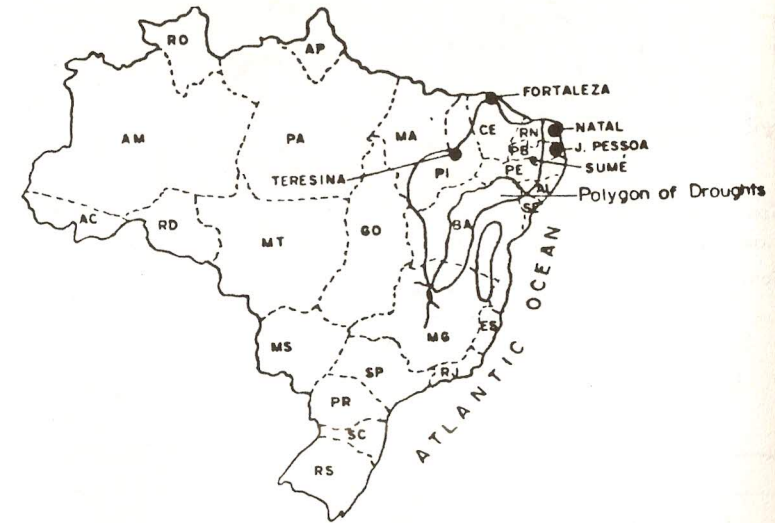 RO
AP
FORTALEZA
AM
PA
MA
CE
RN
NATAL
PB
J. PESSOA
TERESINA
PI
PE
SUMÉ
AL
Polygon of Droughts
AC
RD
SE
MT
GO
BA
MG
ES
MS
SP
RJ
PR
SC
RS
ATLANTIC OCEAN